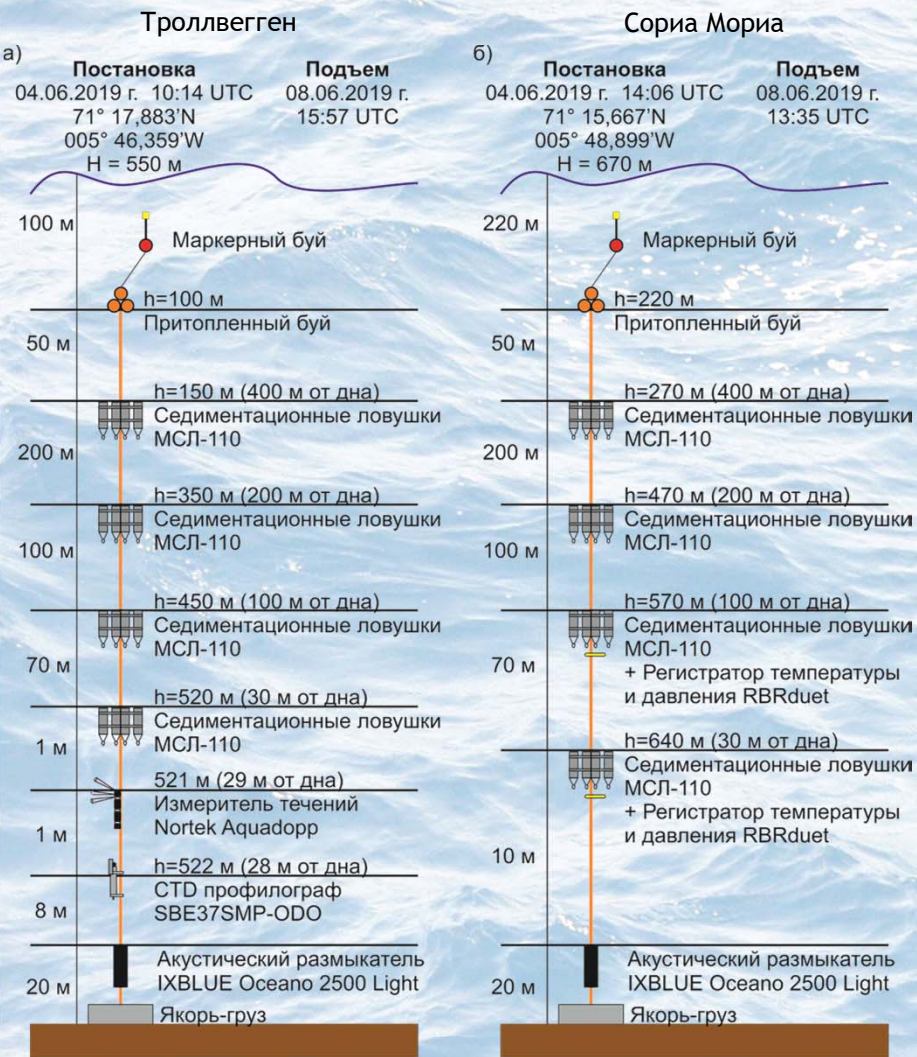 Троллвегген
а)
Постановка
04.06.2019 г. 10:14 UTC
71° 17,883’N
005° 46,359’W
H = 550 м
Подъем
08.06.2019 г.
15:57 UTC
100 м
Маркерный буй
h=100 м
Притопленный буй
50 м
h=150 м (400 м от дна)
Седиментационные ловушки
МСЛ-110
200 м
h=350 м (200 м от дна)
Седиментационные ловушки
МСЛ-110
100 м
h=450 м (100 м от дна)
Седиментационные ловушки
МСЛ-110
70 м
h=520 м (30 м от дна)
Седиментационные ловушки
МСЛ-110
1 м
521 м (29 м от дна)
Измеритель течений
Nortek Aquadopp
1 м
h=522 м (28 м от дна)
CTD профилограф
SBE37SMP-ODO
8 м
Акустический размыкатель
IXBLUE Oceano 2500 Light
20 м
Якорь-груз
Сориа Мориа
б)
Постановка
04.06.2019 г. 14:06 UTC
71° 15,667’N
005° 48,899’W
H = 670 м
Подъем
08.06.2019 г.
13:35 UTC
220 м
Маркерный буй
h=220 м
Притопленный буй
50 м
h=270 м (400 м от дна)
Седиментационные ловушки
МСЛ-110
200 м
h=470 м (200 м от дна)
Седиментационные ловушки
МСЛ-110
100 м
h=570 м (100 м от дна)
Седиментационные ловушки
МСЛ-110
+ Регистратор температуры
и давления RBRduet
70 м
h=640 м (30 м от дна)
Седиментационные ловушки
МСЛ-110
+ Регистратор температуры
и давления RBRduet
10 м
Акустический размыкатель
IXBLUE Oceano 2500 Light
20 м
Якорь-груз